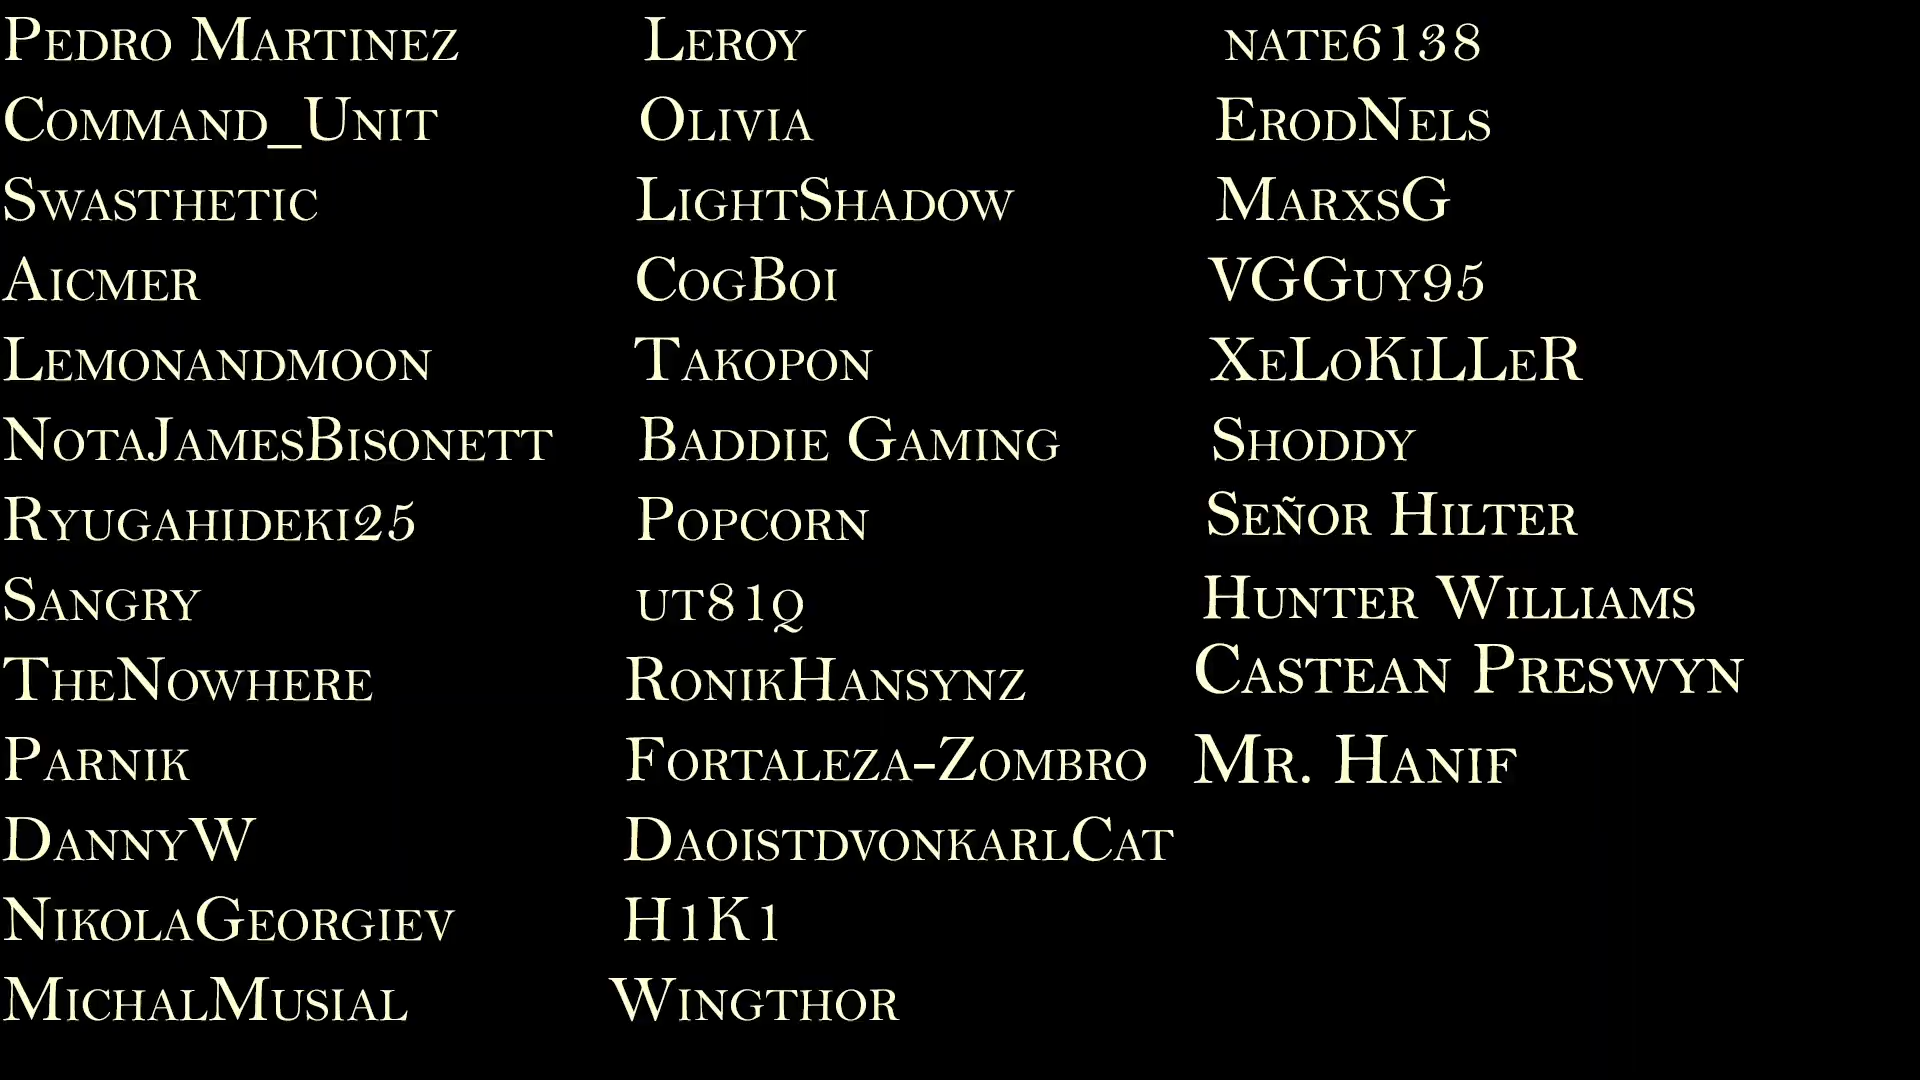 Pedro Martinez
Command_Unit
Swasthetic
Aicmer
Lemonandmoon
NotaJamesBisonett
Ryugahideki25
Sangry
TheNowhere
Parnik
DannyW
NikolaGeorgiev
MichalMusial
Leroy
Olivia
LightShadow
CogBoi
Takopon
Baddie Gaming
Popcorn
ut81q
RonikHansynz
Fortaleza-Zombro
DaoistdvonkarlCat
H1K1
Wingthor
nate6138
ErodNels
MarxsG
VGGuy95
XeLoKiLLeR
Shoddy
Señor Hilter
Hunter Williams
Castean Preswyn
Mr. Hanif